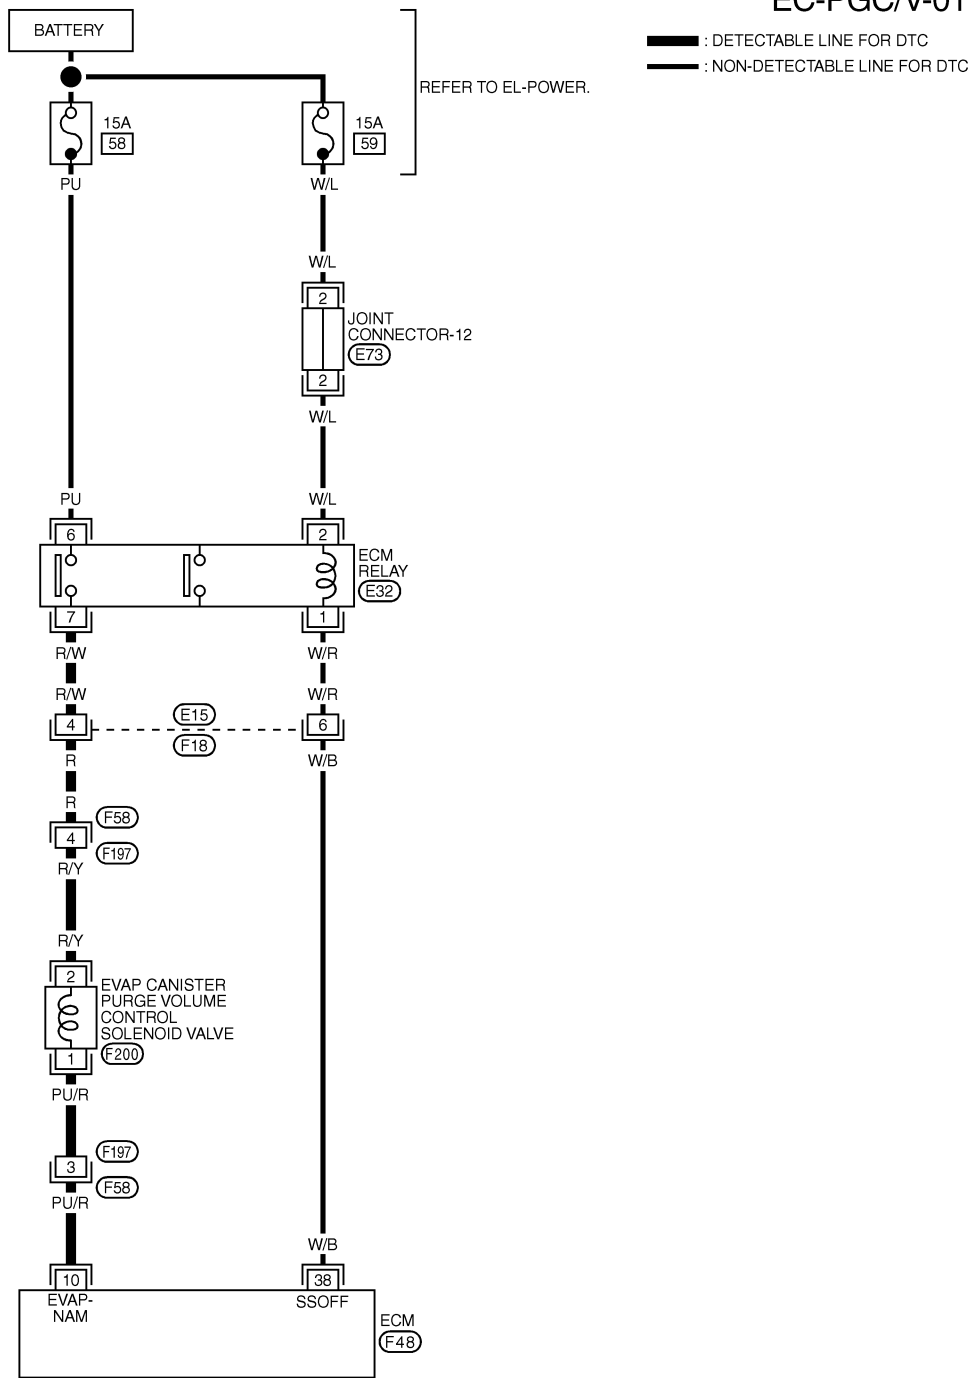 EC-PGC/V-01
BATTERY
: DETECTABLE LINE FOR DTC
: NON-DETECTABLE LINE FOR DTC
REFER TO EL-POWER.
15A
58
15A
59
PU
W/L
W/L
2
JOINT
CONNECTOR-12
E73
2
W/L
PU
W/L
6
2
ECM
RELAY
E32
7
1
R/W
W/R
R/W
W/R
4
E15
F18
6
R
W/B
R
F58
4
F197
R/Y
R/Y
2
EVAP CANISTER
PURGE VOLUME
CONTROL
SOLENOID VALVE
F200
1
PU/R
F197
3
F58
PU/R
W/B
10
38
EVAP-
NAM
SSOFF
ECM
F48